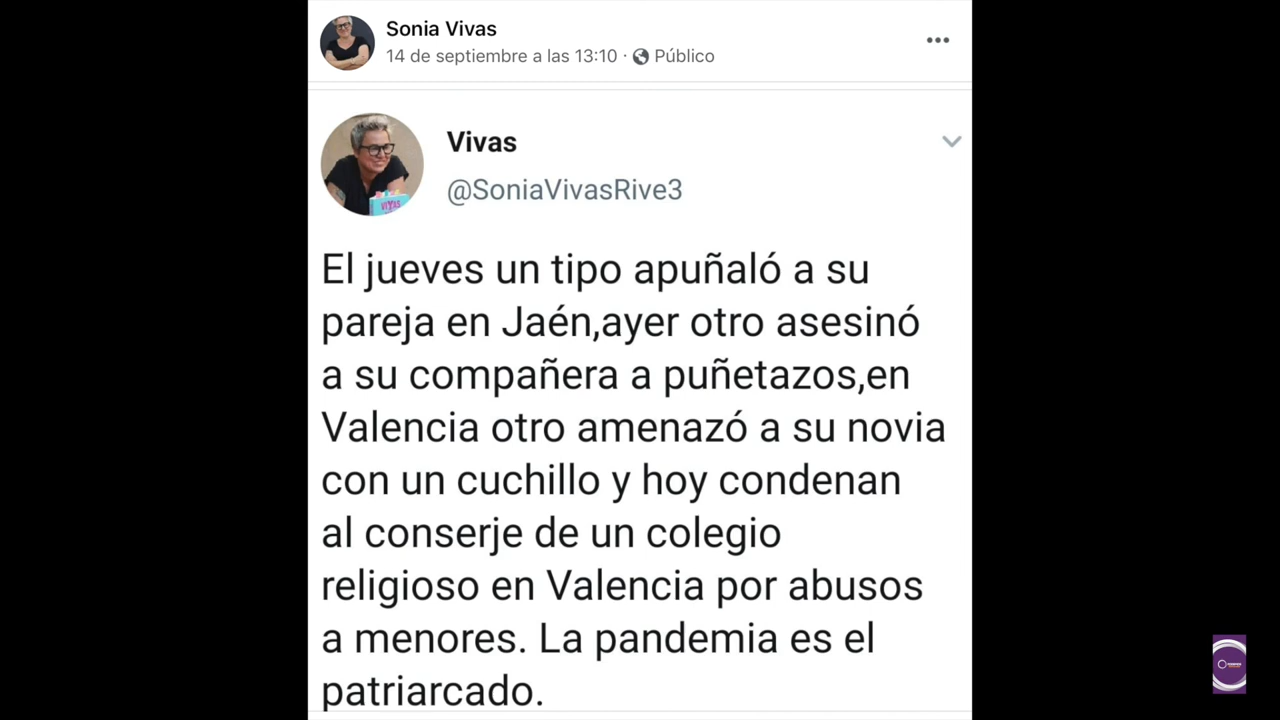 Sonia Vivas
14 de septiembre a las 13:10 · Público
Vivas
@SoniaVivasRive3
El jueves un tipo apuñaló a su
pareja en Jaén,ayer otro asesinó
a su compañera a puñetazos,en
Valencia otro amenazó a su novia
con un cuchillo y hoy condenan
al conserje de un colegio
religioso en Valencia por abusos
a menores. La pandemia es el
patriarcado.
VIVAS